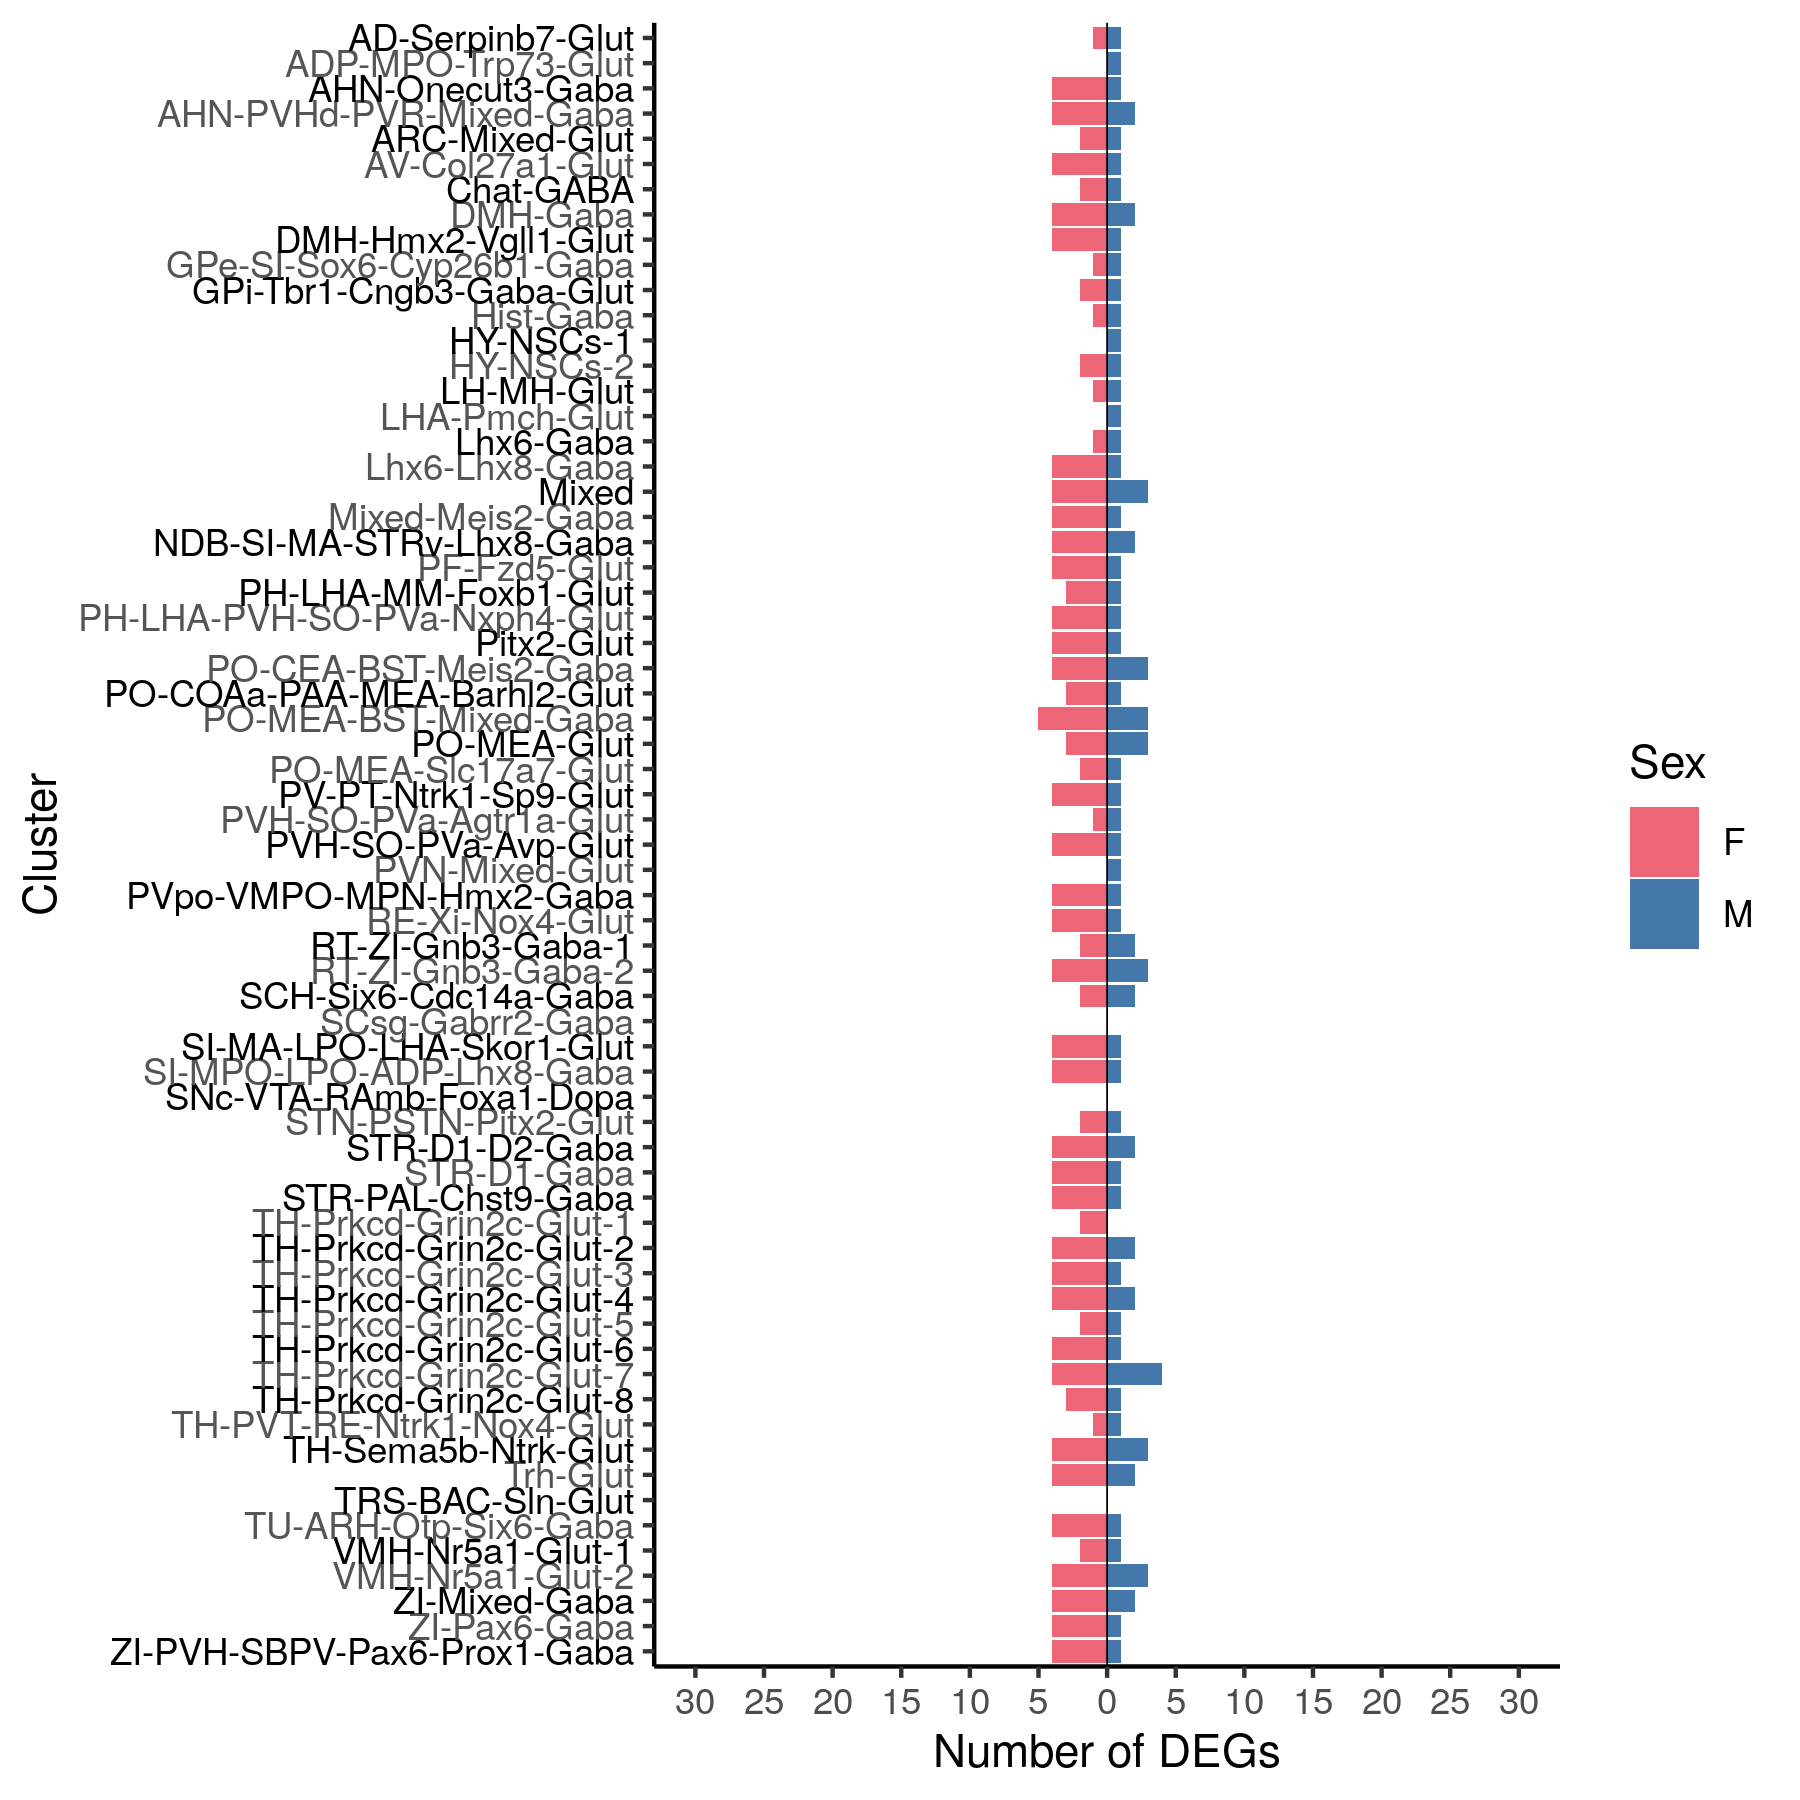 AD-Serpinb7-Glut
ADP-MPO-Trp73-Glut
AHN-Onecut3-Gaba
AHN-PVHd-PVR-Mixed-Gaba
ARC-Mixed-Glut
AV-Col27a1-Glut
Chat-GABA
DMH-Gaba
DMH-Hmx2-Vgll1-Glut
GPe-SI-Sox6-Cyp26b1-Gaba
GPi-Tbr1-Cngb3-Gaba-Glut
Hist-Gaba
HY-NSCs-1
HY-NSCs-2
LH-MH-Glut
LHA-Pmch-Glut
Lhx6-Gaba
Lhx6-Lhx8-Gaba
Mixed
Mixed-Meis2-Gaba
NDB-SI-MA-STRv-Lhx8-Gaba
PF-Fzd5-Glut
PH-LHA-MM-Foxb1-Glut
PH-LHA-PVH-SO-PVa-Nxph4-Glut
Pitx2-Glut
PO-CEA-BST-Meis2-Gaba
PO-COAa-PAA-MEA-Barhl2-Glut
PO-MEA-BST-Mixed-Gaba
PO-MEA-Glut
PO-MEA-Slc17a7-Glut
PV-PT-Ntrk1-Sp9-Glut
PVH-SO-PVa-Agtr1a-Glut
PVH-SO-PVa-Avp-Glut
PVN-Mixed-Glut
PVpo-VMPO-MPN-Hmx2-Gaba
RE-Xi-Nox4-Glut
RT-ZI-Gnb3-Gaba-1
RT-ZI-Gnb3-Gaba-2
SCH-Six6-Cdc14a-Gaba
SCsg-Gabrr2-Gaba
SI-MA-LPO-LHA-Skor1-Glut
SI-MPO-LPO-ADP-Lhx8-Gaba
SNc-VTA-RAmb-Foxa1-Dopa
STN-PSTN-Pitx2-Glut
STR-D1-D2-Gaba
STR-D1-Gaba
STR-PAL-Chst9-Gaba
TH-Prkcd-Grin2c-Glut-1
TH-Prkcd-Grin2c-Glut-2
TH-Prkcd-Grin2c-Glut-3
TH-Prkcd-Grin2c-Glut-4
TH-Prkcd-Grin2c-Glut-5
TH-Prkcd-Grin2c-Glut-6
TH-Prkcd-Grin2c-Glut-7
TH-Prkcd-Grin2c-Glut-8
TH-PVT-RE-Ntrk1-Nox4-Glut
TH-Sema5b-Ntrk-Glut
Trh-Glut
TRS-BAC-Sln-Glut
TU-ARH-Otp-Six6-Gaba
VMH-Nr5a1-Glut-1
VMH-Nr5a1-Glut-2
ZI-Mixed-Gaba
ZI-Pax6-Gaba
ZI-PVH-SBPV-Pax6-Prox1-Gaba
Cluster
30 25 20 15 10 5 0 5 10 15 20 25 30
Number of DEGs
Sex
F
M